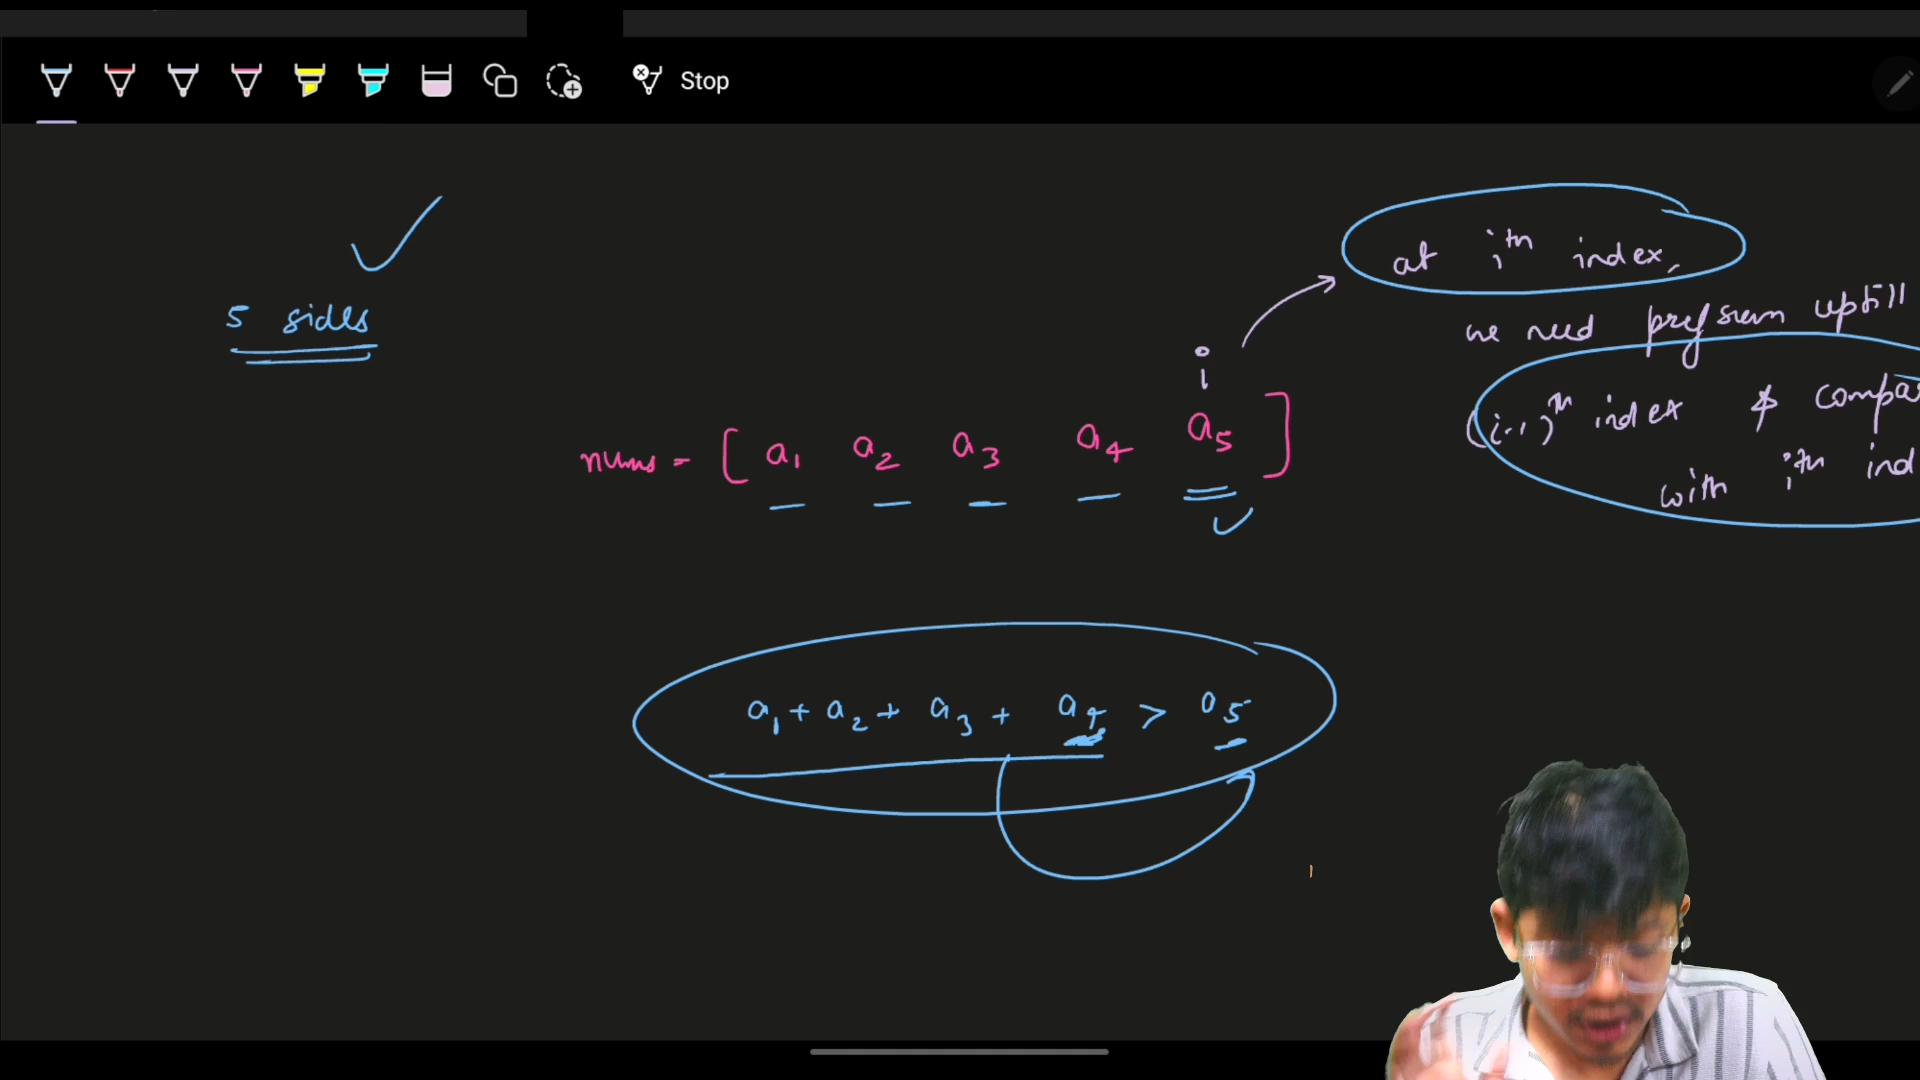 Stop
5 sides
at ith index,
we need prefsum uptill
(i-1)th index & compa
with ith ind
i
nums = [ a1 a2 a3 a4 a5 ]
a1 + a2 + a3 + a4 > a5